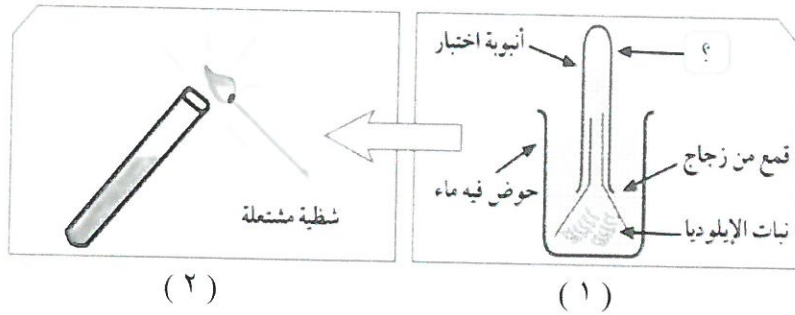 ؟
أنبوبة اختبار
قمع من زجاج
حوض فيه ماء
نبات الإيلوديا
( ١ )
شظية مشتعلة
( ٢ )